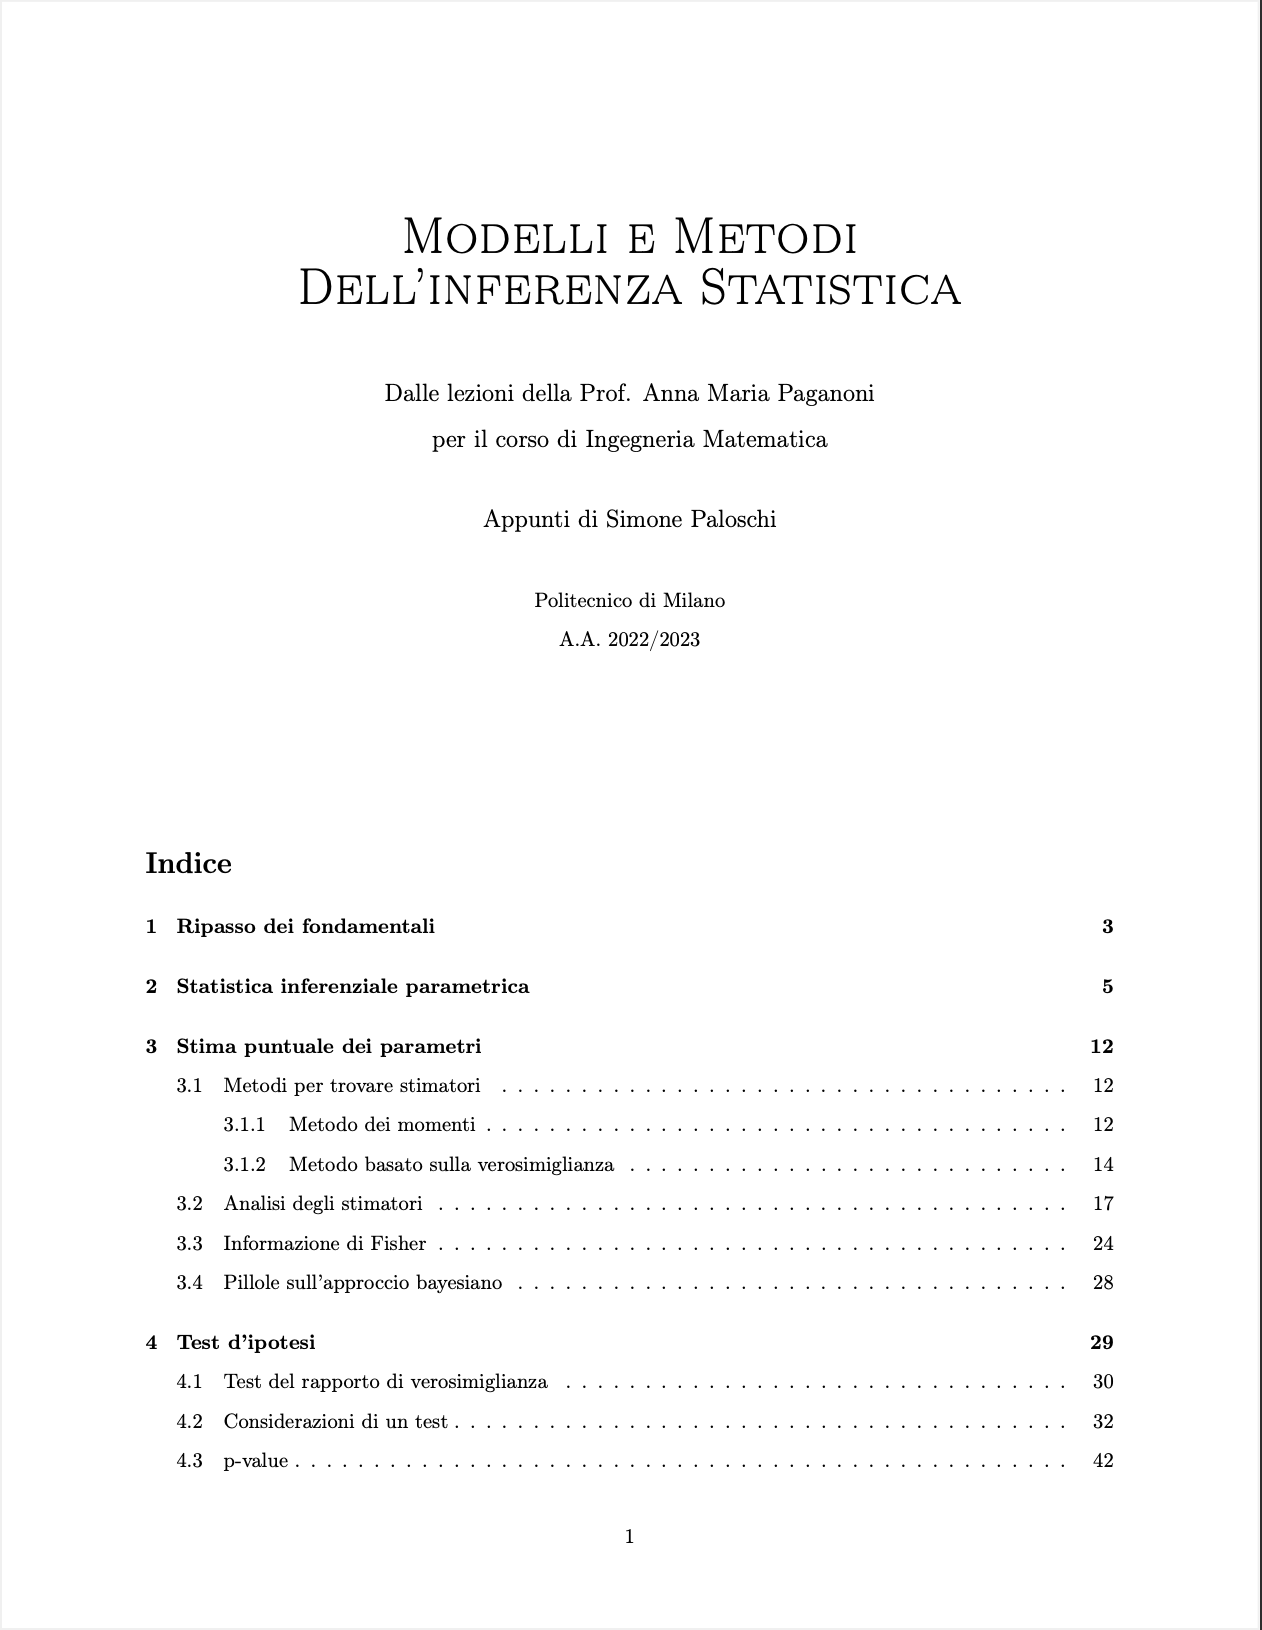 Modelli e Metodi
Dell'inferenza Statistica
Dalle lezioni della Prof. Anna Maria Paganoni
per il corso di Ingegneria Matematica
Appunti di Simone Paloschi
Politecnico di Milano
A.A. 2022/2023
Indice
1 Ripasso dei fondamentali 3
2 Statistica inferenziale parametrica 5
3 Stima puntuale dei parametri 12
3.1 Metodi per trovare stimatori . . . . . . . . . . . . . . . . . . . . . . . . . . . . . . . . . . . . 12
3.1.1 Metodo dei momenti . . . . . . . . . . . . . . . . . . . . . . . . . . . . . . . . . . . . . 12
3.1.2 Metodo basato sulla verosimiglianza . . . . . . . . . . . . . . . . . . . . . . . . . . . . 14
3.2 Analisi degli stimatori . . . . . . . . . . . . . . . . . . . . . . . . . . . . . . . . . . . . . . . . 17
3.3 Informazione di Fisher . . . . . . . . . . . . . . . . . . . . . . . . . . . . . . . . . . . . . . . . 24
3.4 Pillole sull'approccio bayesiano . . . . . . . . . . . . . . . . . . . . . . . . . . . . . . . . . . . 28
4 Test d'ipotesi 29
4.1 Test del rapporto di verosimiglianza . . . . . . . . . . . . . . . . . . . . . . . . . . . . . . . . 30
4.2 Considerazioni di un test . . . . . . . . . . . . . . . . . . . . . . . . . . . . . . . . . . . . . . . 32
4.3 p-value . . . . . . . . . . . . . . . . . . . . . . . . . . . . . . . . . . . . . . . . . . . . . . . . . 42
1